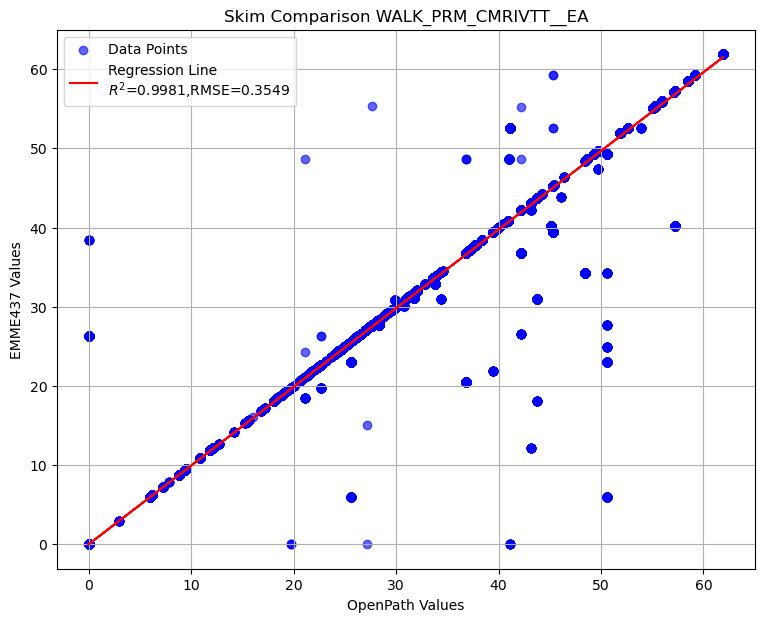 Skim Comparison WALK_PRM_CMRIVTT__EA
Data Points
Regression Line
R²=0.9981,RMSE=0.3549
60
50
40
30
20
10
0
EMME437 Values
0 10 20 30 40 50 60
OpenPath Values